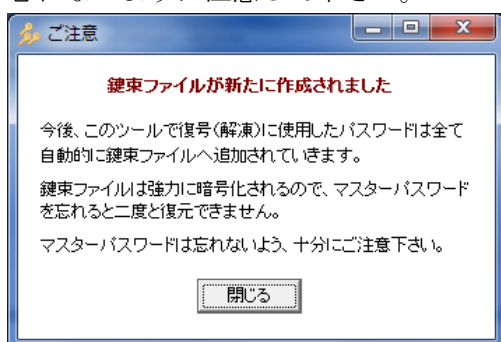 ご注意
鍵束ファイルが新たに作成されました
今後、このツールで復号(解凍)に使用したパスワードは全て
自動的に鍵束ファイルへ追加されていきます。
鍵束ファイルは強力に暗号化されるので、マスターパスワード
を忘れると二度と復元できません。
マスターパスワードは忘れないよう、十分にご注意下さい。
閉じる